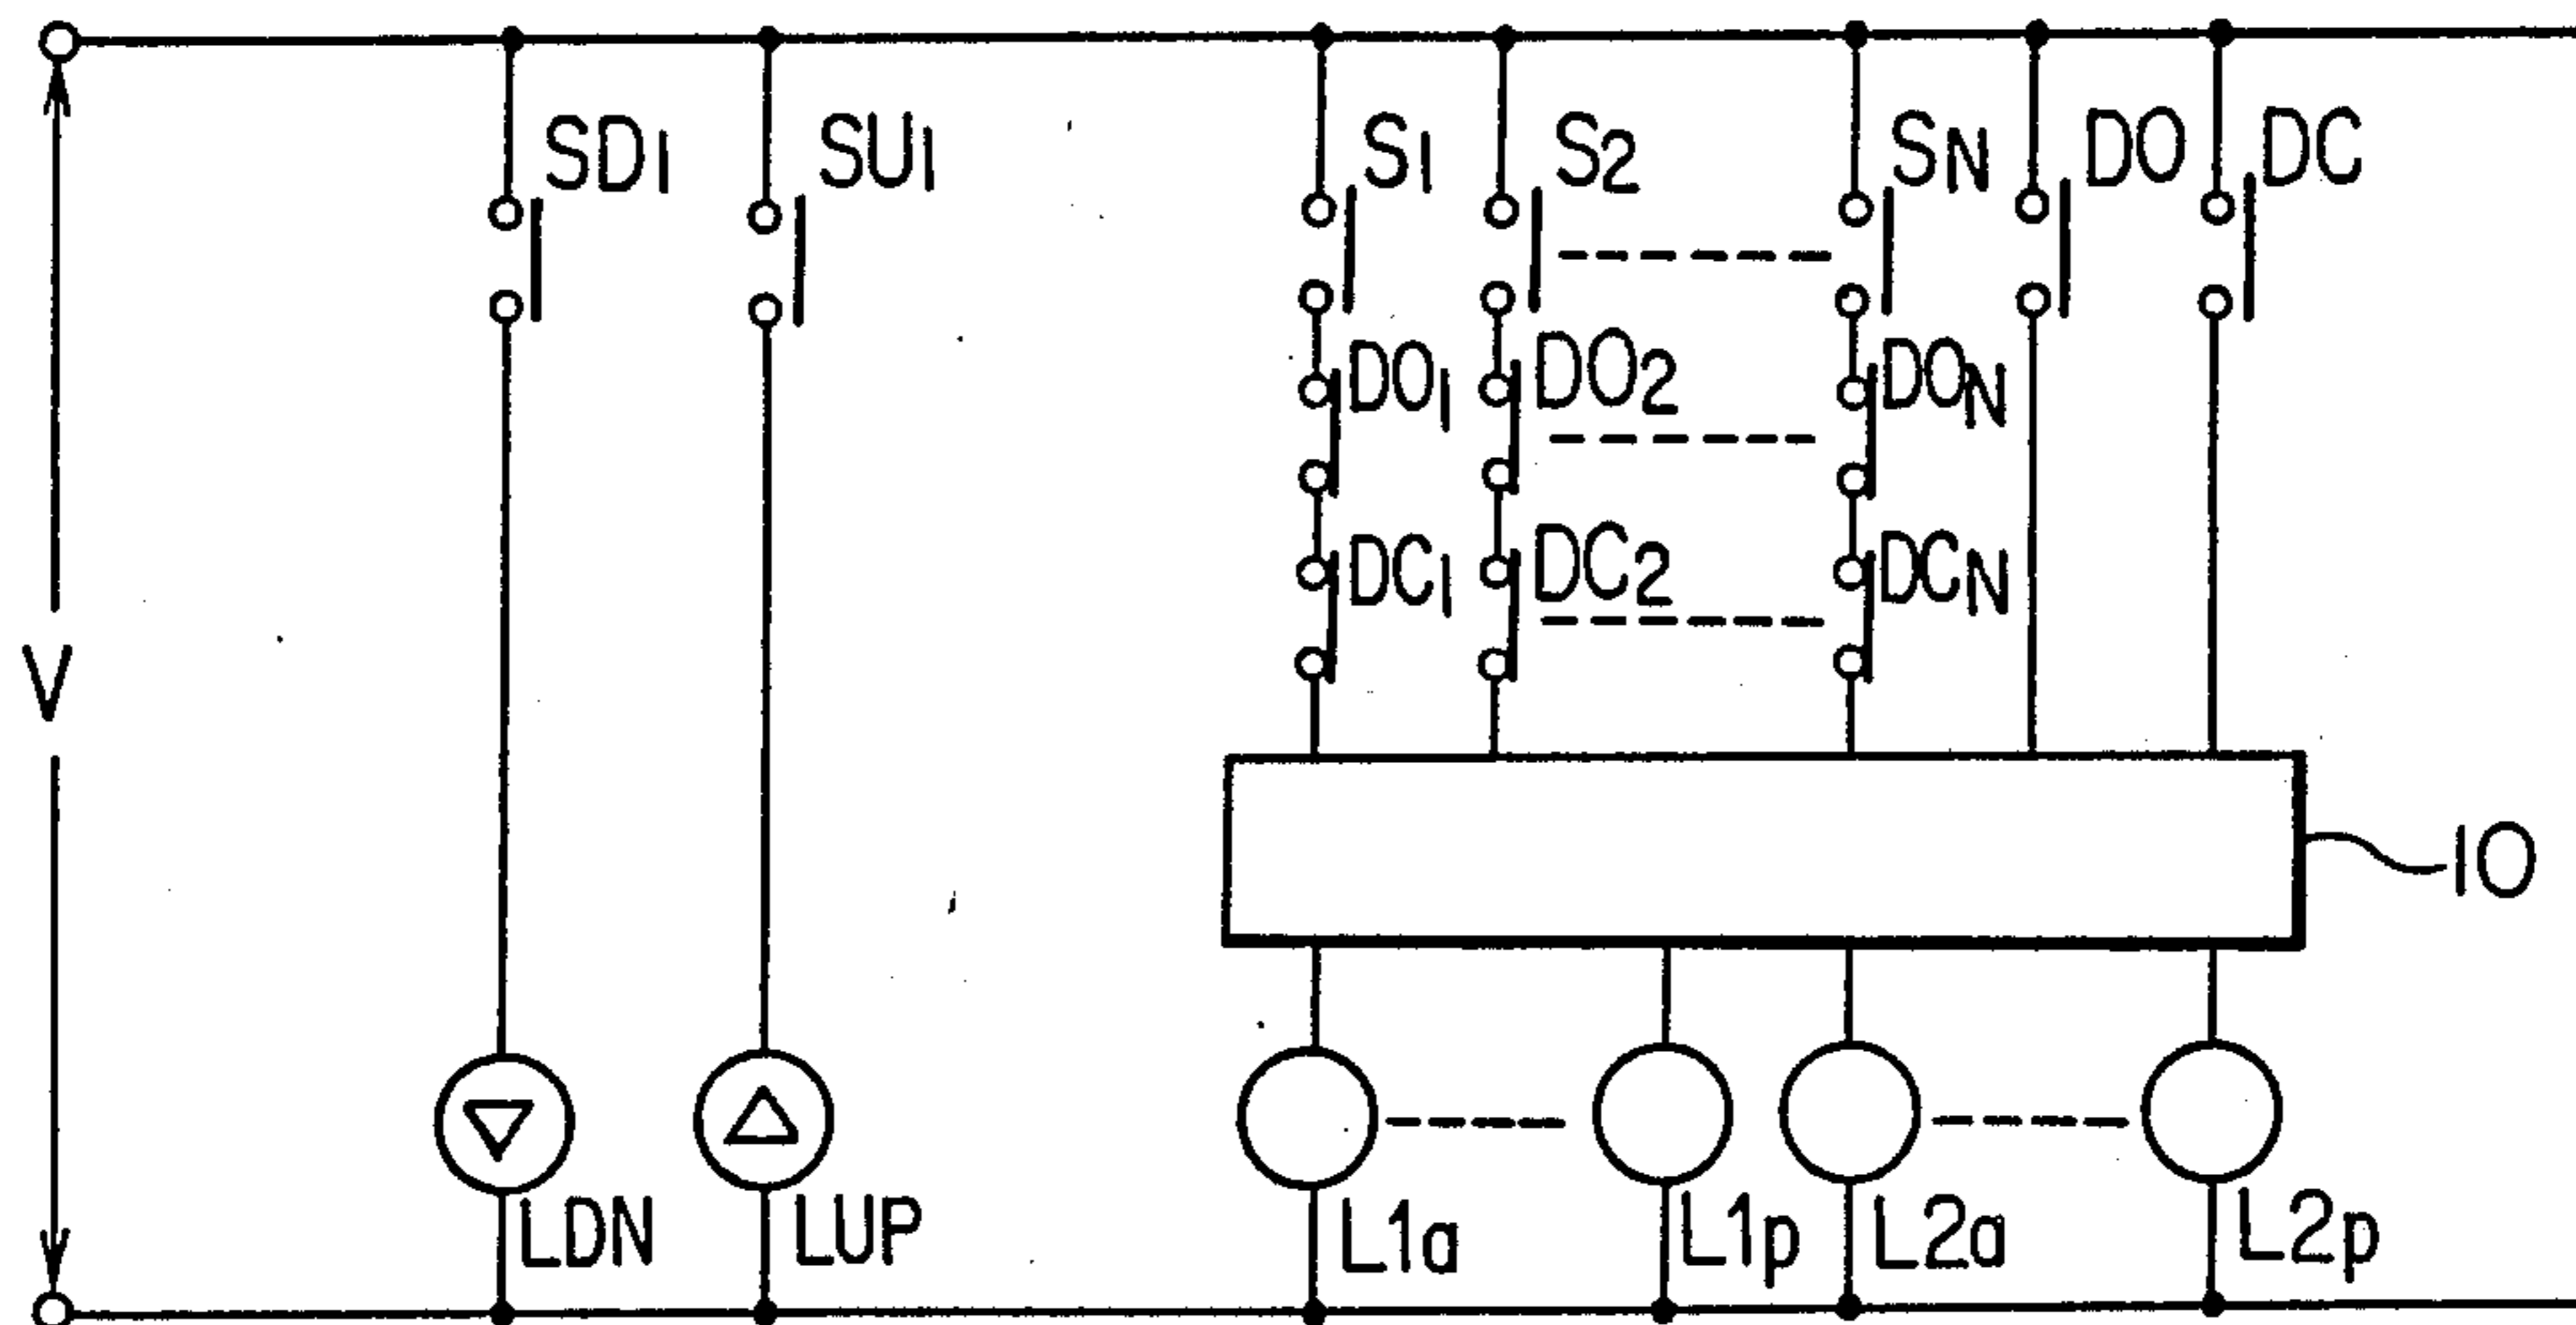 SD1 SU1 S1 S2 SN DO DC
DO1 DO2 DON
DC1 DC2 DCN
V
10
LDN LUP L1a L1p L2a L2p